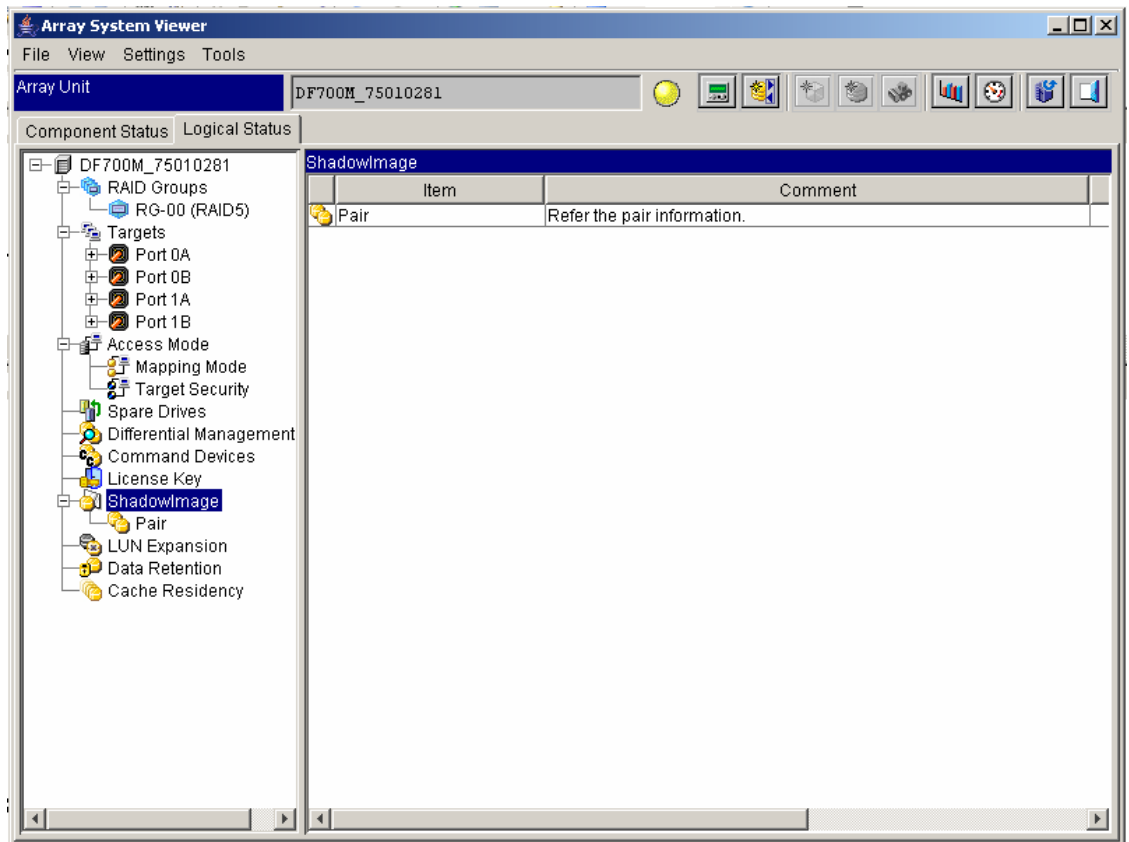 Array System Viewer
File View Settings Tools
Array Unit DF700M_75010281
Component Status Logical Status
DF700M_75010281
RAID Groups
RG-00 (RAID5)
Targets
Port 0A
Port 0B
Port 1A
Port 1B
Access Mode
Mapping Mode
Target Security
Spare Drives
Differential Management
Command Devices
License Key
ShadowImage
Pair
LUN Expansion
Data Retention
Cache Residency
ShadowImage
Item Comment
Pair Refer the pair information.